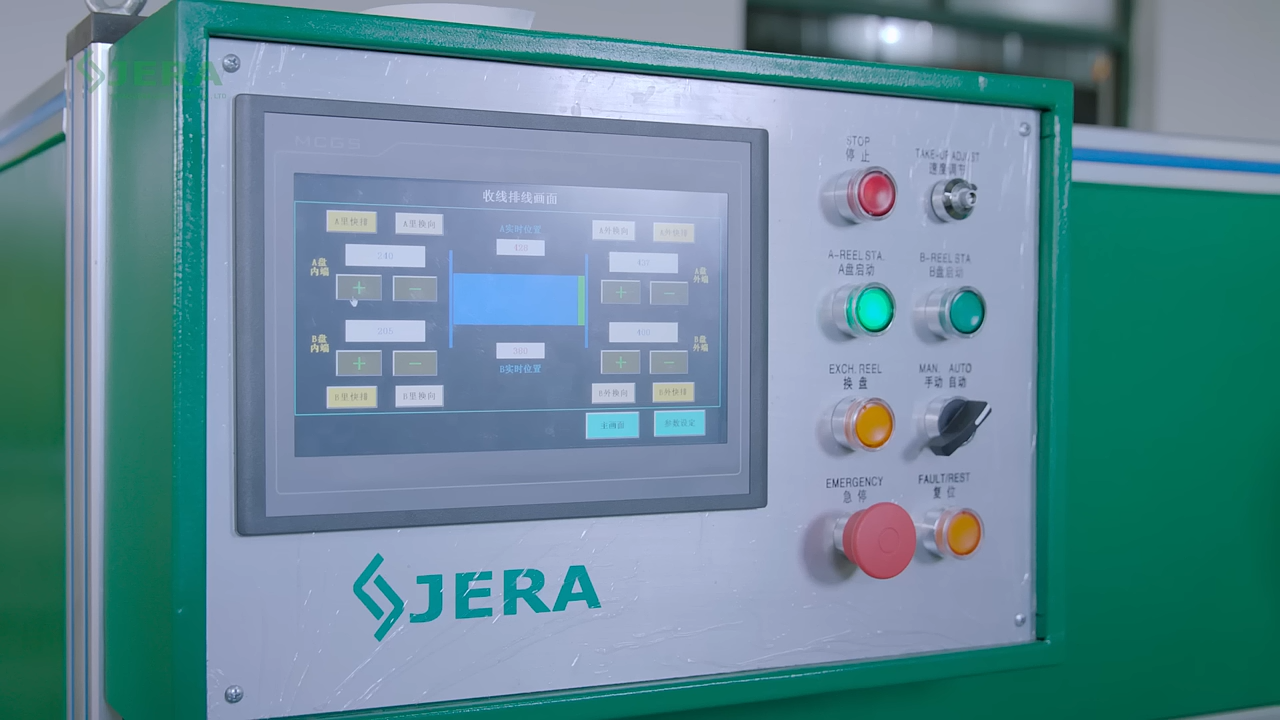 JERA
MCGS
收线排线画面
A里快排
A里换向
A实时位置
A外换向
A外快排
A盘
内端
240
420
430
A盘
外端
+
−
+
−
B盘
内端
205
400
B盘
外端
+
−
+
−
B实时位置
B里快排
B里换向
B外换向
B外快排
主画面
参数设定
STOP
停止
TAKE-UP ADJUST
速度调节
A-REEL STA.
A盘启动
B-REEL STA
B盘启动
EXCH. REEL
换盘
MAN. AUTO
手动 自动
EMERGENCY
急停
FAULT/REST
复位
JERA